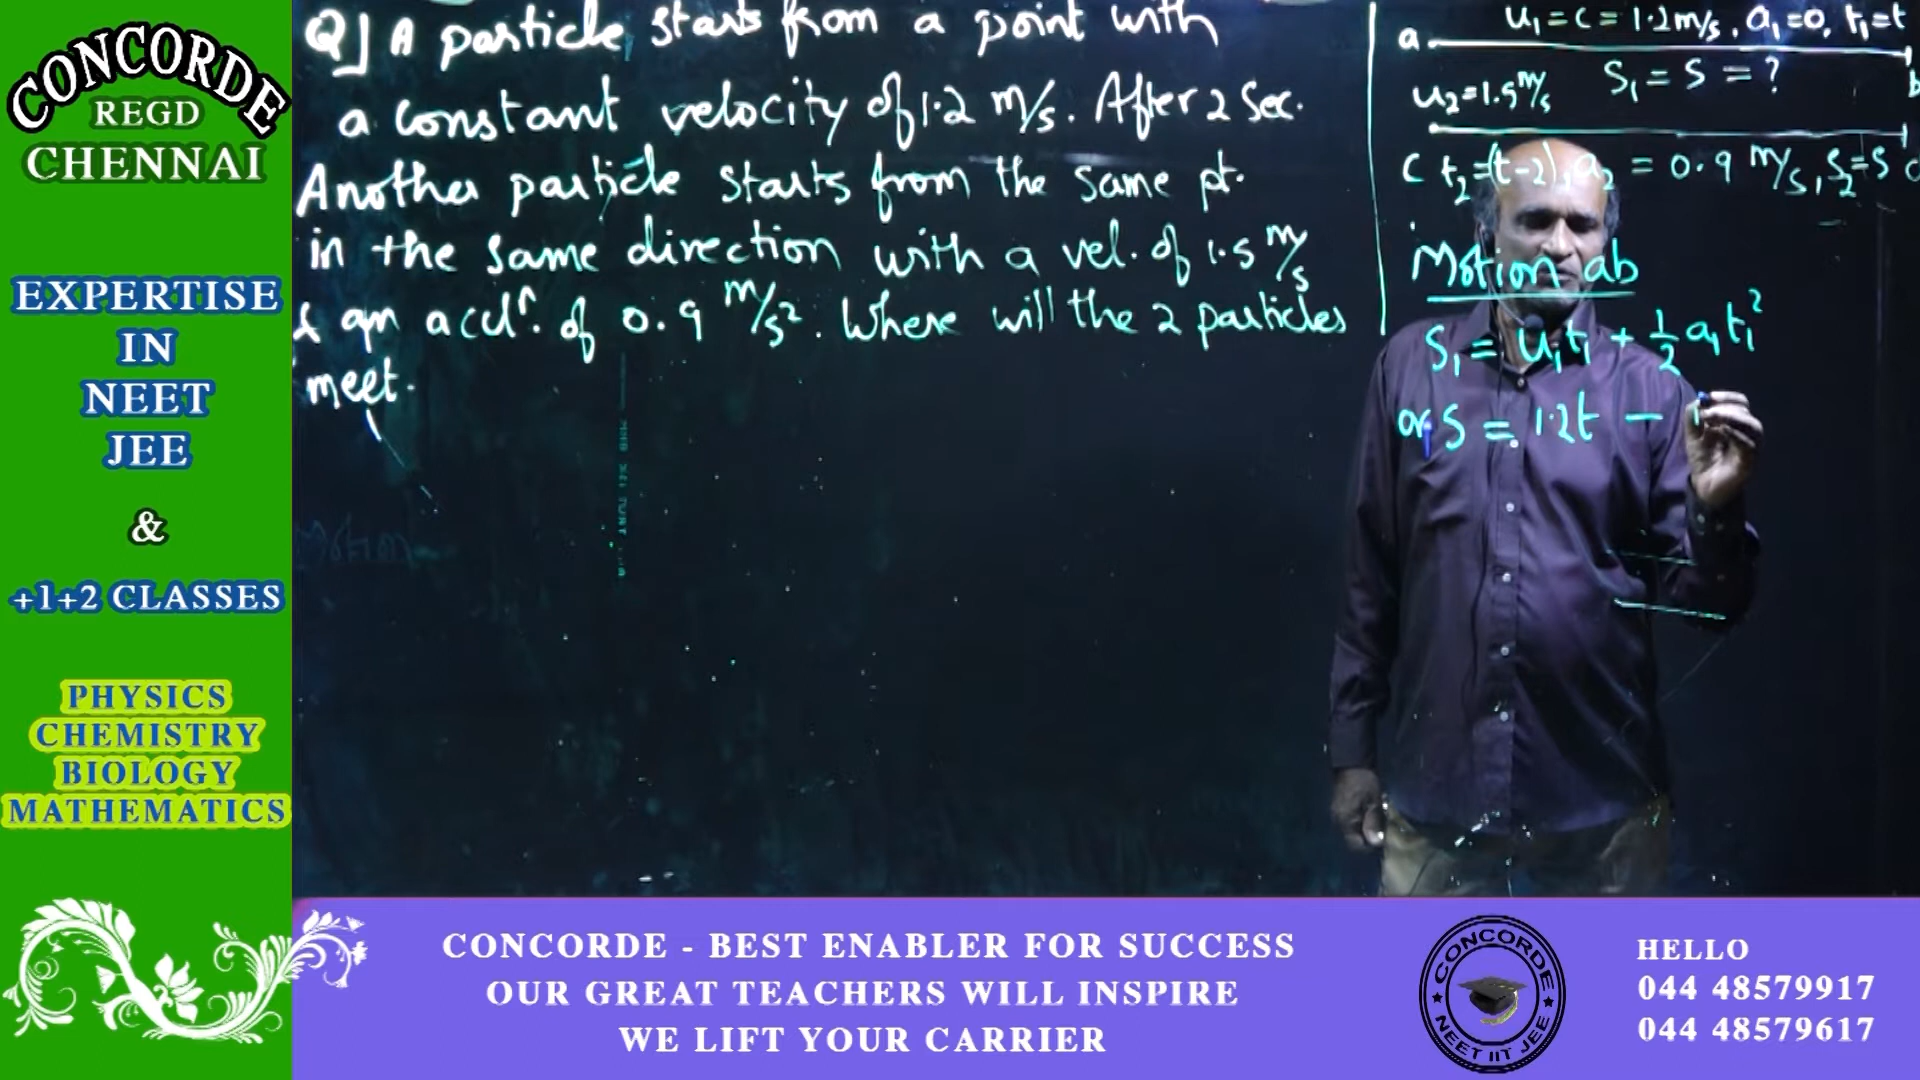 CONCORDE
REGD
CHENNAI
EXPERTISE
IN
NEET
JEE
&
+1+2 CLASSES
PHYSICS
CHEMISTRY
BIOLOGY
MATHEMATICS
Q] A particle starts from a point with
a constant velocity of 1.2 m/s. After 2 sec.
Another particle starts from the same pt.
in the same direction with a vel. of 1.5 m/s
& an accln. of 0.9 m/s². Where will the 2 particles
meet.
Motion
a u₁ = c = 1.2 m/s, a₁ = 0, t₁ = t
S₁ = S = ? b
u₂ = 1.5 m/s
c t₂ = (t-2), a₂ = 0.9 m/s, S₂ = S d
Motion ab
S₁ = u₁t₁ + ½ a₁t₁²
or S = 1.2t —
CONCORDE - BEST ENABLER FOR SUCCESS
OUR GREAT TEACHERS WILL INSPIRE
WE LIFT YOUR CARRIER
CONCORDE
NEET IIT JEE
HELLO
044 48579917
044 48579617